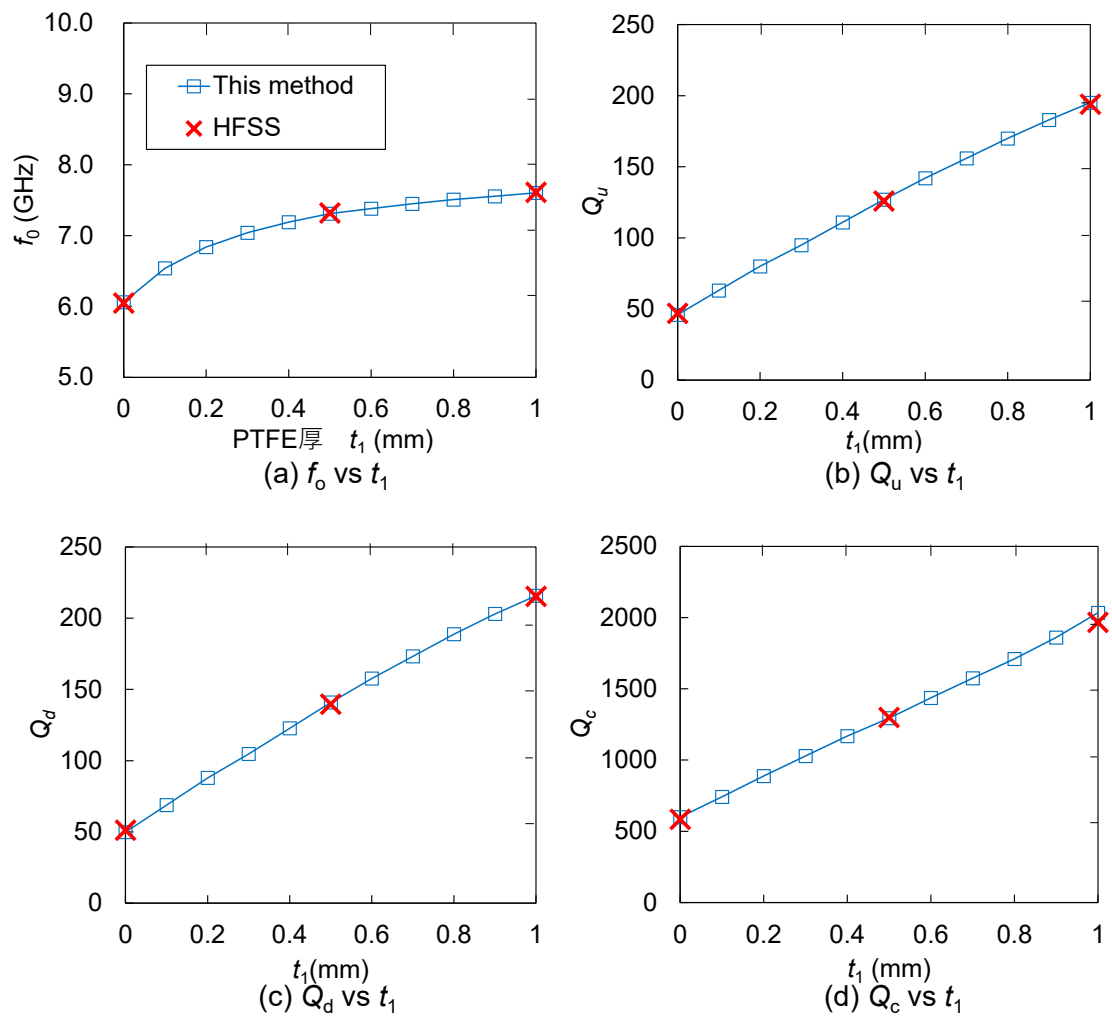 10.0
9.0
8.0
7.0
6.0
5.0
f0 (GHz)
This method
HFSS
0 0.2 0.4 0.6 0.8 1
PTFE厚 t1 (mm)
(a) fo vs t1
250
200
150
100
50
0
Qu
0 0.2 0.4 0.6 0.8 1
t1(mm)
(b) Qu vs t1
250
200
150
100
50
0
Qd
0 0.2 0.4 0.6 0.8 1
t1(mm)
(c) Qd vs t1
2500
2000
1500
1000
500
0
Qc
0 0.2 0.4 0.6 0.8 1
t1 (mm)
(d) Qc vs t1